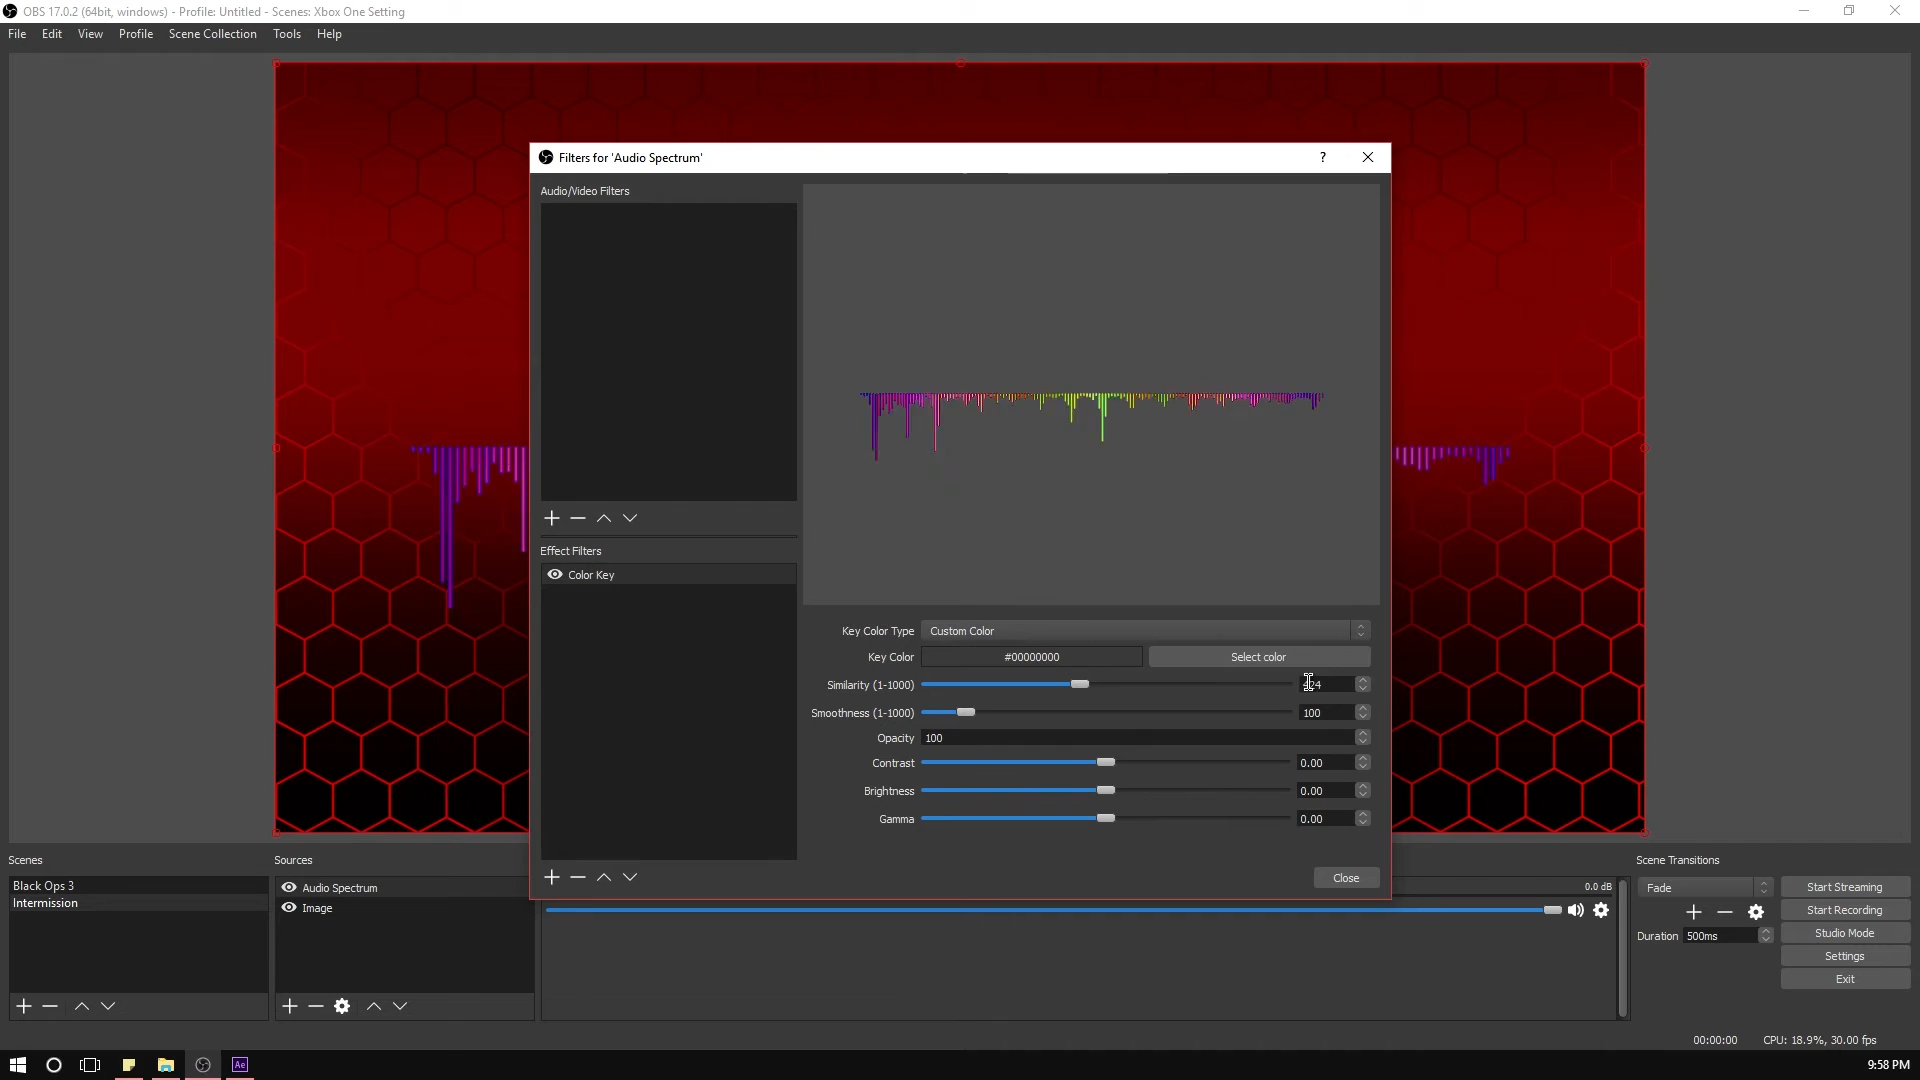 OBS 17.0.2 (64bit, windows) - Profile: Untitled - Scenes: Xbox One Setting
File Edit View Profile Scene Collection Tools Help
Filters for 'Audio Spectrum'
?
Audio/Video Filters
Effect Filters
Color Key
Key Color Type Custom Color
Key Color #00000000 Select color
Similarity (1-1000)
Smoothness (1-1000) 100
Opacity 100
Contrast 0.00
Brightness 0.00
Gamma 0.00
Close
Scenes
Black Ops 3
Intermission
Sources
Audio Spectrum
Image
0.0 dB
Scene Transitions
Fade
Duration 500ms
Start Streaming
Start Recording
Studio Mode
Settings
Exit
00:00:00 CPU: 18.9%, 30.00 fps
Ae
9:58 PM